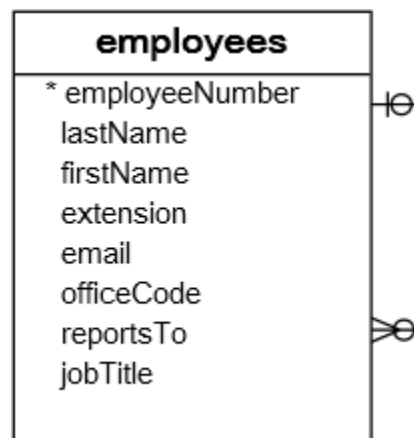 employees
* employeeNumber
lastName
firstName
extension
email
officeCode
reportsTo
jobTitle